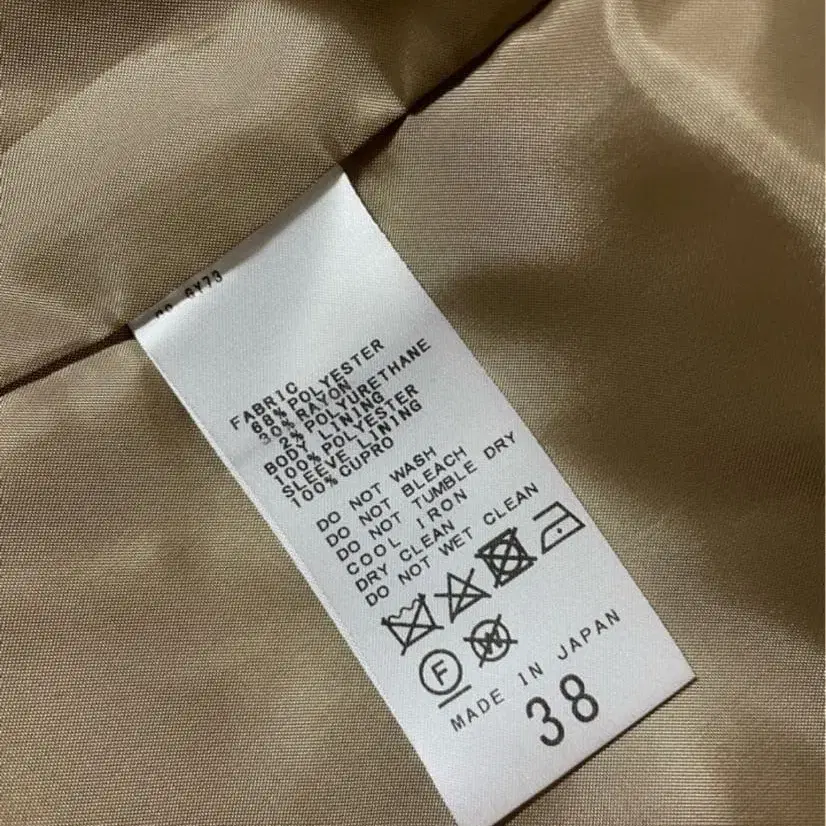 GY73
FABRIC
68%POLYESTER
30%RAYON
2%POLYURETHANE
BODY LINING
100%POLYESTER
SLEEVE LINING
100%CUPRO
DO NOT WASH
DO NOT BLEACH
DO NOT TUMBLE DRY
COOL IRON
DRY CLEAN
DO NOT WET CLEAN
F W
MADE IN JAPAN
38